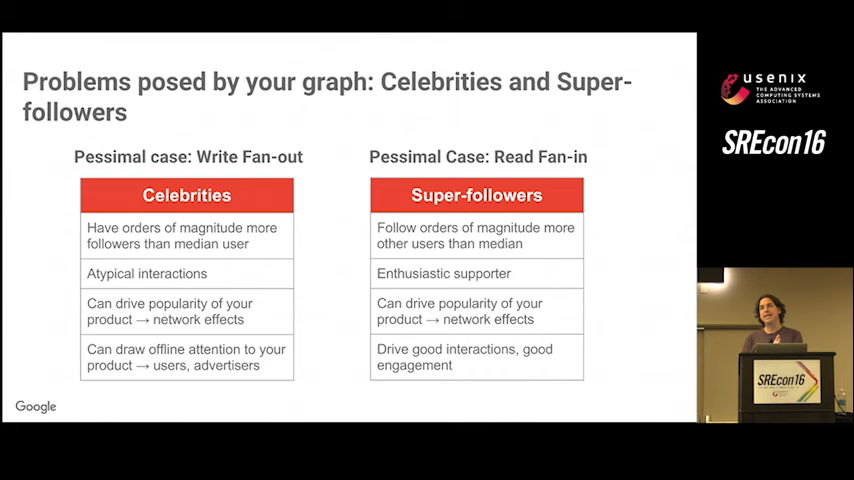 Problems posed by your graph: Celebrities and Super-
followers
Pessimal case: Write Fan-out
Celebrities
Have orders of magnitude more
followers than median user
Atypical interactions
Can drive popularity of your
product → network effects
Can draw offline attention to your
product → users, advertisers
Pessimal Case: Read Fan-in
Super-followers
Follow orders of magnitude more
other users than median
Enthusiastic supporter
Can drive popularity of your
product → network effects
Drive good interactions, good
engagement
Google
usenix
THE ADVANCED
COMPUTING SYSTEMS
ASSOCIATION
SREcon16
SREcon16